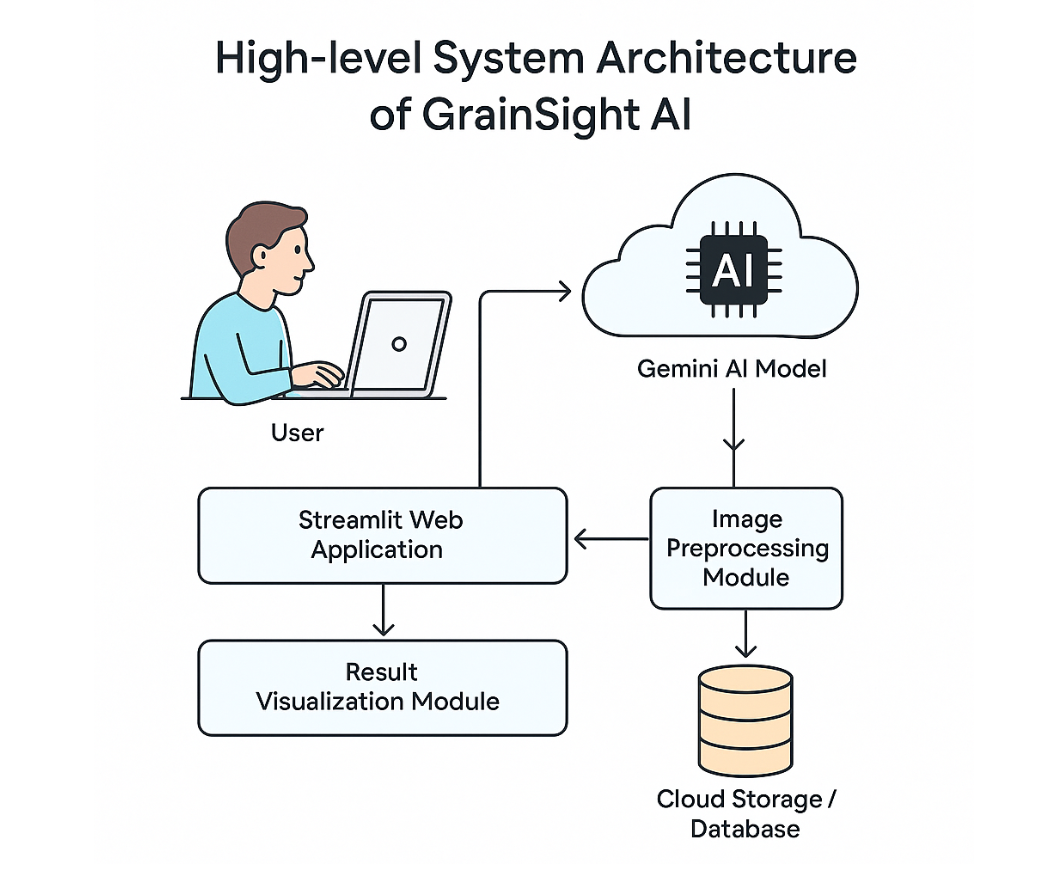 High-level System Architecture
of GrainSight AI
AI
Gemini AI Model
User
Streamlit Web
Application
Image
Preprocessing
Module
Result
Visualization Module
Cloud Storage /
Database